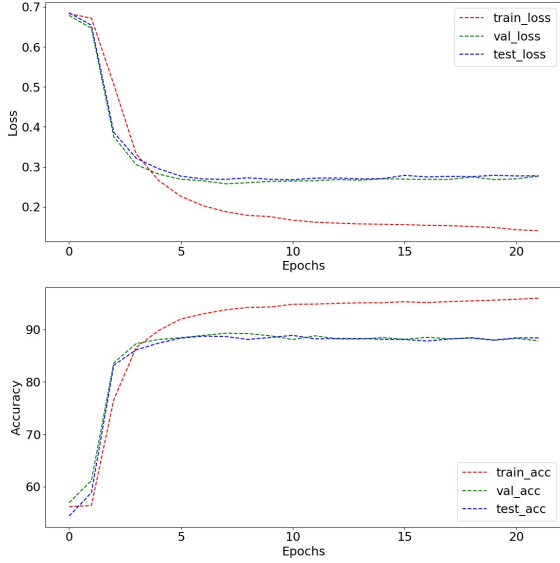 0.7
0.6
0.5
0.4
0.3
0.2
Loss
train_loss
val_loss
test_loss
0 5 10 15 20
Epochs
90
80
70
60
Accuracy
train_acc
val_acc
test_acc
0 5 10 15 20
Epochs